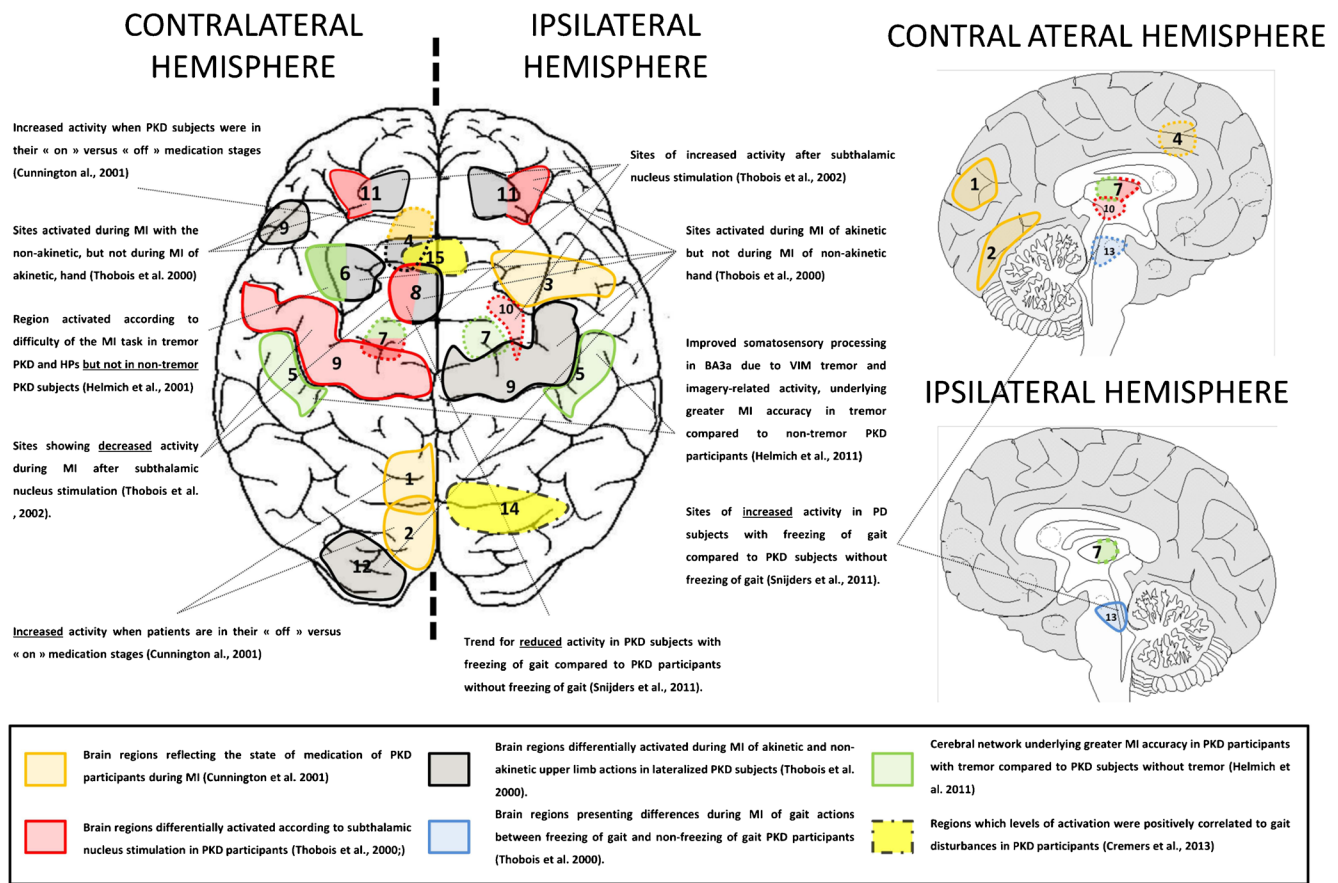 CONTRALATERAL
HEMISPHERE
IPSILATERAL
HEMISPHERE
CONTRAL ATERAL HEMISPHERE
Increased activity when PKD subjects were in
their « on » versus « off » medication stages
(Cunnington al., 2001)
Sites activated during MI with the
non-akinetic, but not during MI of
akinetic, hand (Thobois et al. 2000)
Region activated according to
difficulty of the MI task in tremor
PKD and HPs but not in non-tremor
PKD subjects (Helmich et al., 2001)
Sites showing decreased activity
during MI after subthalamic
nucleus stimulation (Thobois et al.
, 2002).
Increased activity when patients are in their « off » versus
« on » medication stages (Cunnington al., 2001)
11
11
9
4
15
6
8
3
10
7
7
5
9
9
5
1
2
14
12
Sites of increased activity after subthalamic
nucleus stimulation (Thobois et al., 2002)
Sites activated during MI of akinetic
but not during MI of non-akinetic
hand (Thobois et al., 2000)
Improved somatosensory processing
in BA3a due to VIM tremor and
imagery-related activity, underlying
greater MI accuracy in tremor
compared to non-tremor PKD
participants (Helmich et al., 2011)
Sites of increased activity in PD
subjects with freezing of gait
compared to PKD subjects without
freezing of gait (Snijders et al., 2011).
Trend for reduced activity in PKD subjects with
freezing of gait compared to PKD participants
without freezing of gait (Snijders et al., 2011).
4
1
7
10
2
13
IPSILATERAL HEMISPHERE
7
13
Brain regions reflecting the state of medication of PKD
participants during MI (Cunnington et al. 2001)
Brain regions differentially activated according to subthalamic
nucleus stimulation in PKD participants (Thobois et al., 2000;)
Brain regions differentially activated during MI of akinetic and non-
akinetic upper limb actions in lateralized PKD subjects (Thobois et al.
2000).
Brain regions presenting differences during MI of gait actions
between freezing of gait and non-freezing of gait PKD participants
(Thobois et al. 2000).
Cerebral network underlying greater MI accuracy in PKD participants
with tremor compared to PKD subjects without tremor (Helmich et
al. 2011)
Regions which levels of activation were positively correlated to gait
disturbances in PKD participants (Cremers et al., 2013)